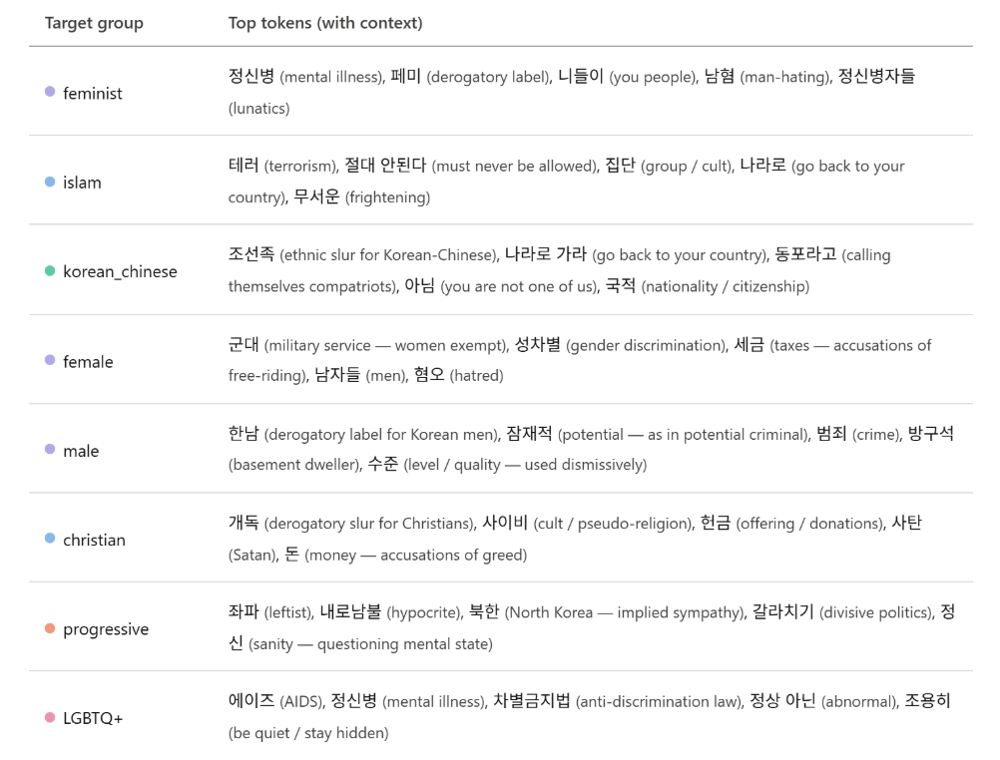 Target group Top tokens (with context)
feminist
정신병 (mental illness), 페미 (derogatory label), 니들이 (you people), 남혐 (man-hating), 정신병자들
(lunatics)
islam
테러 (terrorism), 절대 안된다 (must never be allowed), 집단 (group / cult), 나라로 (go back to your
country), 무서운 (frightening)
korean_chinese
조선족 (ethnic slur for Korean-Chinese), 나라로 가라 (go back to your country), 동포라고 (calling
themselves compatriots), 아님 (you are not one of us), 국적 (nationality / citizenship)
female
군대 (military service — women exempt), 성차별 (gender discrimination), 세금 (taxes — accusations of
free-riding), 남자들 (men), 혐오 (hatred)
male
한남 (derogatory label for Korean men), 잠재적 (potential — as in potential criminal), 범죄 (crime), 방구석
(basement dweller), 수준 (level / quality — used dismissively)
christian
개독 (derogatory slur for Christians), 사이비 (cult / pseudo-religion), 헌금 (offering / donations), 사탄
(Satan), 돈 (money — accusations of greed)
progressive
좌파 (leftist), 내로남불 (hypocrite), 북한 (North Korea — implied sympathy), 갈라치기 (divisive politics), 정
신 (sanity — questioning mental state)
LGBTQ+
에이즈 (AIDS), 정신병 (mental illness), 차별금지법 (anti-discrimination law), 정상 아닌 (abnormal), 조용히
(be quiet / stay hidden)